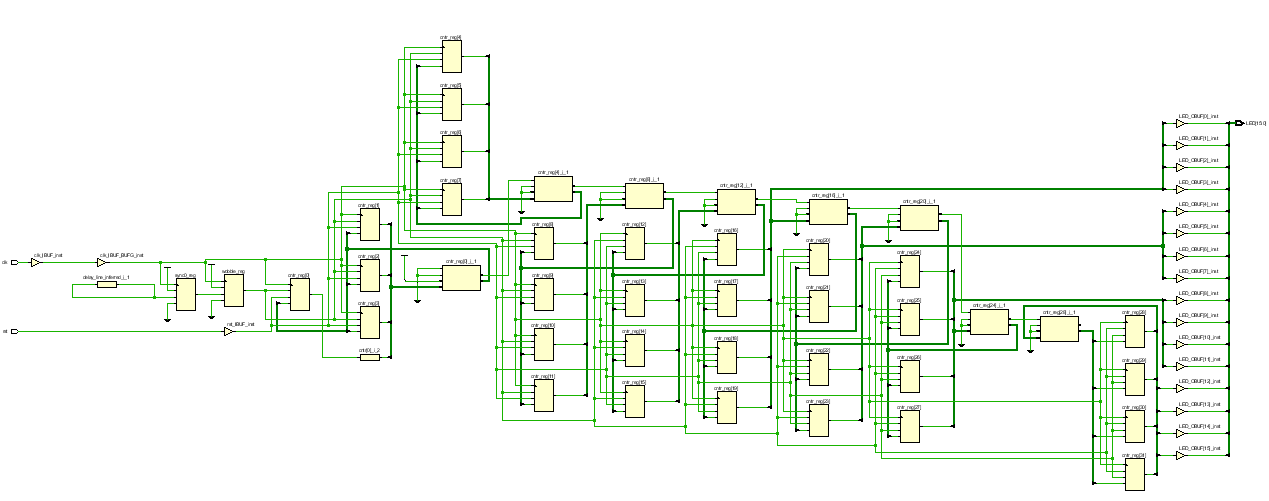 cntr_reg[4]
cntr_reg[5]
cntr_reg[6]
cntr_reg[7]
cntr_reg[4]_i_1
cntr_reg[8]_i_1
cntr_reg[12]_i_1
cntr_reg[16]_i_1
cntr_reg[20]_i_1
cntr_reg[1]
cntr_reg[2]
cntr_reg[3]
cntr_reg[0]_i_1
cntr_reg[8]
cntr_reg[9]
cntr_reg[10]
cntr_reg[11]
cntr_reg[12]
cntr_reg[13]
cntr_reg[14]
cntr_reg[15]
cntr_reg[16]
cntr_reg[17]
cntr_reg[18]
cntr_reg[19]
cntr_reg[20]
cntr_reg[21]
cntr_reg[22]
cntr_reg[23]
cntr_reg[24]
cntr_reg[25]
cntr_reg[26]
cntr_reg[27]
cntr_reg[24]_i_1
cntr_reg[28]_i_1
cntr_reg[28]
cntr_reg[29]
cntr_reg[30]
cntr_reg[31]
clk
clk_IBUF_inst
clk_IBUF_BUFG_inst
delay_line_inferred_i_1
cntr_reg[0]
rst
rst_IBUF_inst
cntr[0]_i_2
LED_OBUF[0]_inst
LED[15:0]
LED_OBUF[1]_inst
LED_OBUF[2]_inst
LED_OBUF[3]_inst
LED_OBUF[4]_inst
LED_OBUF[5]_inst
LED_OBUF[6]_inst
LED_OBUF[7]_inst
LED_OBUF[8]_inst
LED_OBUF[9]_inst
LED_OBUF[10]_inst
LED_OBUF[11]_inst
LED_OBUF[12]_inst
LED_OBUF[13]_inst
LED_OBUF[14]_inst
LED_OBUF[15]_inst